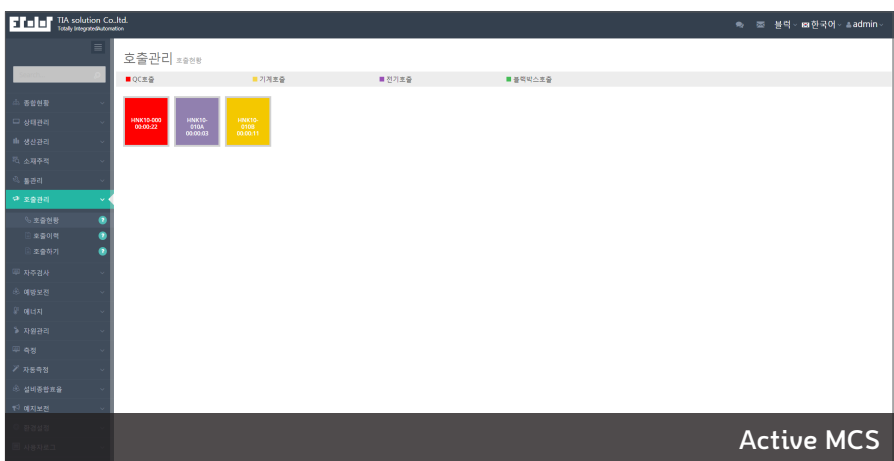 TIA solution Co.,ltd.
Totally IntegratedAutomation
블럭 한국어 admin
호출관리 호출현황
QC호출 기계호출 전기호출 블럭박스호출
HNK10-000
00:00:22
HNK10-
010A
00:00:03
HNK10-
010B
00:00:11
종합현황
상태관리
생산관리
소재추적
툴관리
호출관리
호출현황
호출이력
호출하기
자주검사
예방보전
에너지
자원관리
측정
자동측정
설비종합효율
예지보전
환경설정
Active MCS